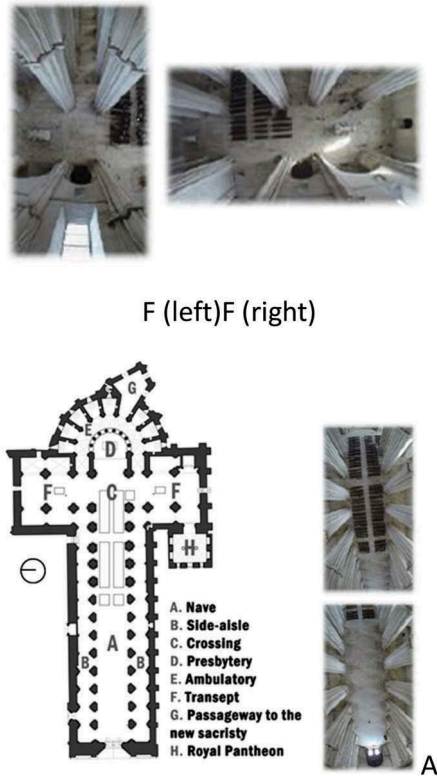 F (left)F (right)
G
E
D
F C F
H
A
B B
A. Nave
B. Side-aisle
C. Crossing
D. Presbytery
E. Ambulatory
F. Transept
G. Passageway to the
new sacristy
H. Royal Pantheon
A